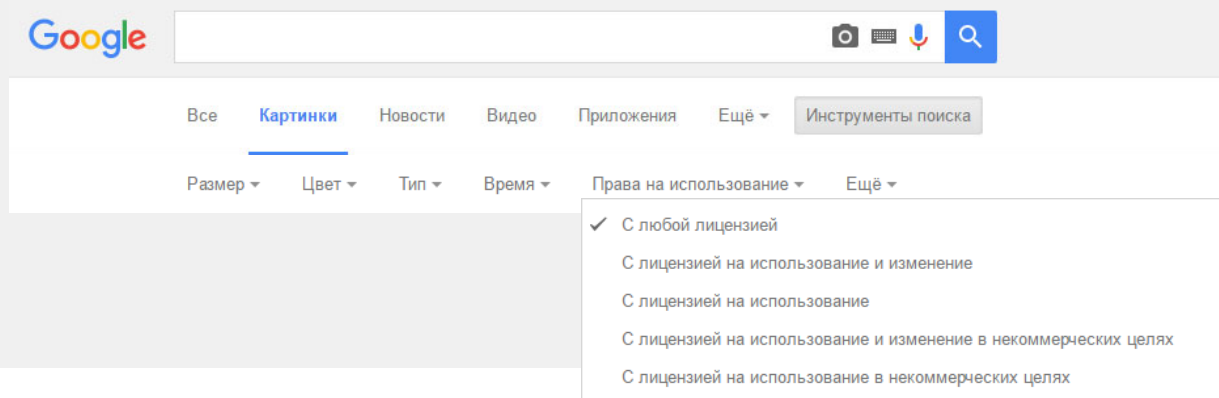 Google
Все Картинки Новости Видео Приложения Ещё Инструменты поиска
Размер Цвет Тип Время Права на использование Ещё
С любой лицензией
С лицензией на использование и изменение
С лицензией на использование
С лицензией на использование и изменение в некоммерческих целях
С лицензией на использование в некоммерческих целях